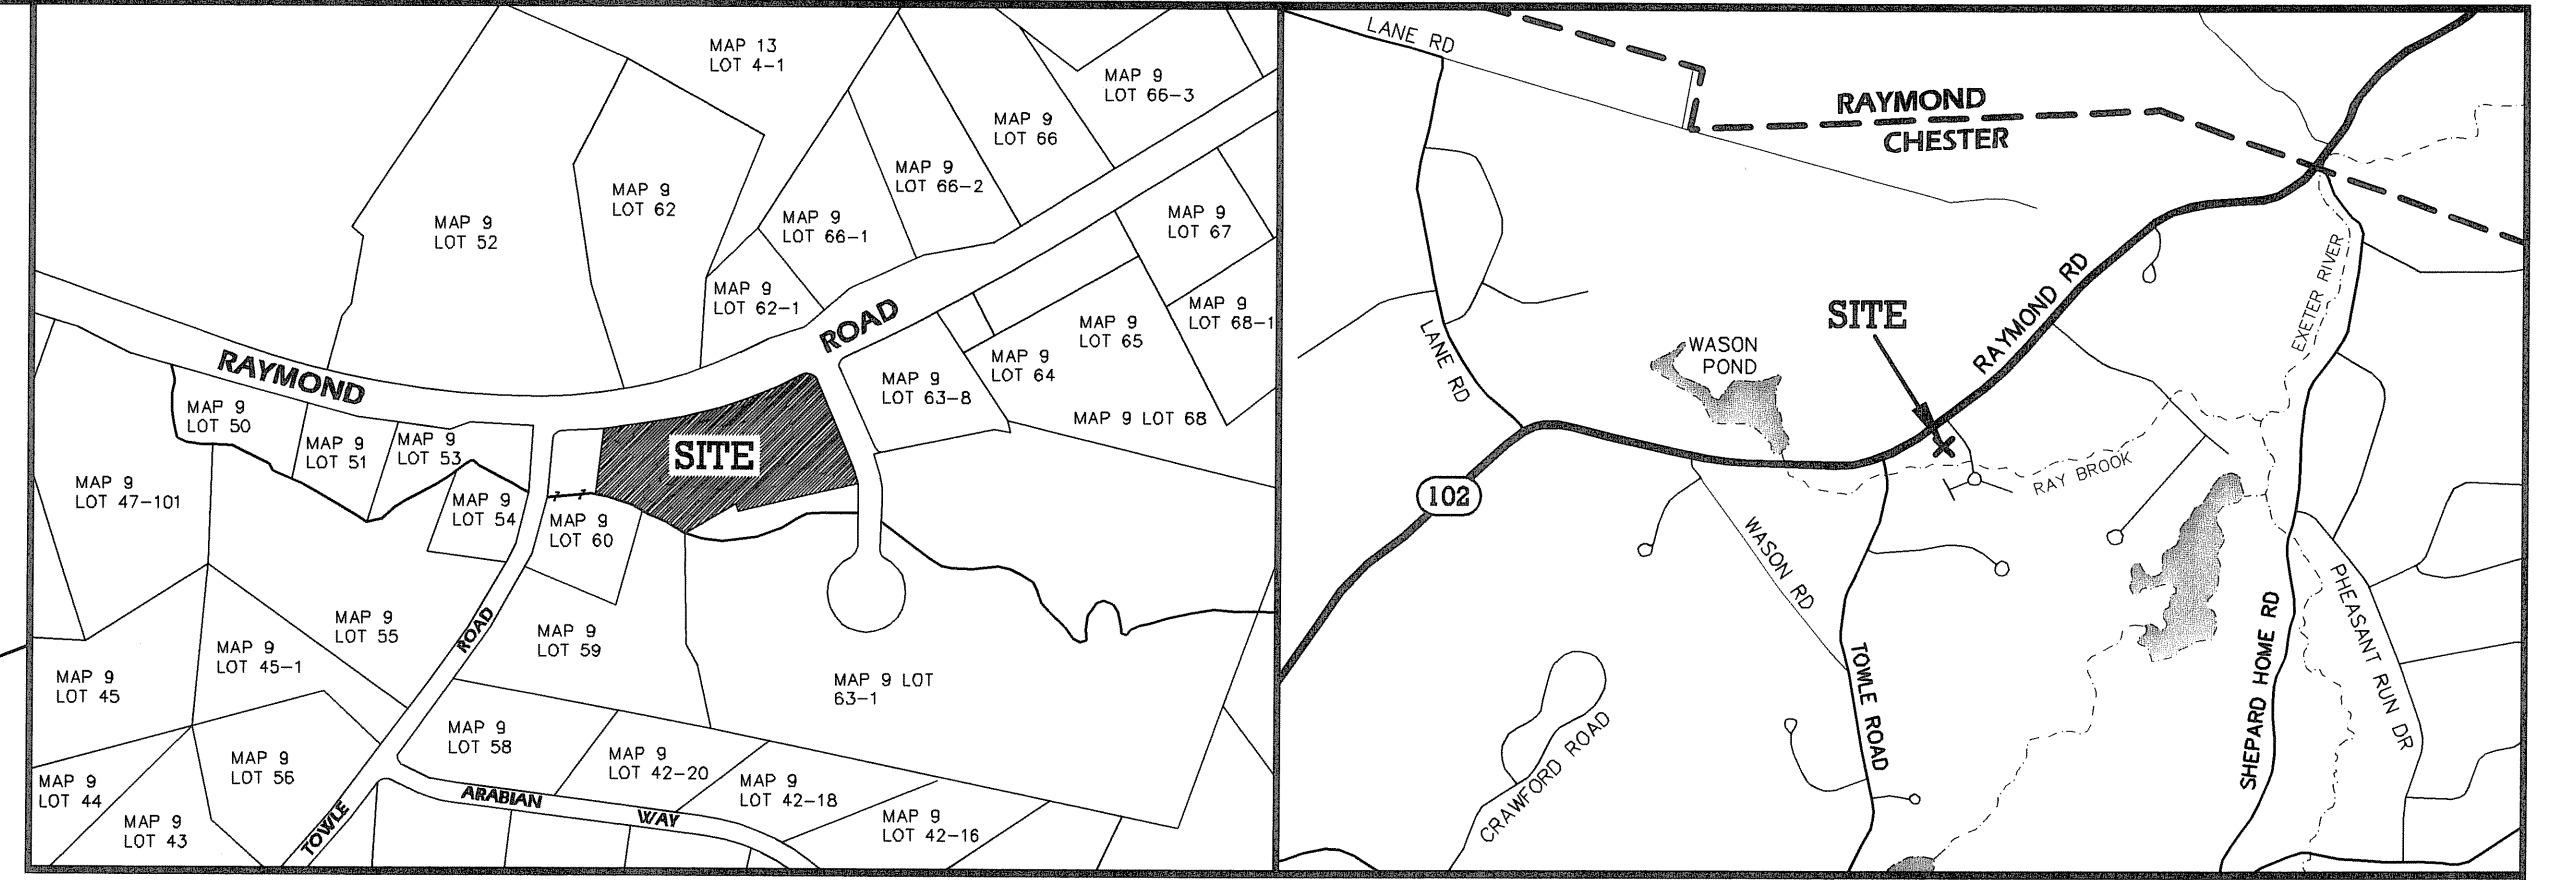 MAP 13
LOT 4-1
MAP 9
LOT 66-3
MAP 9
LOT 66
MAP 9
LOT 66-2
MAP 9
LOT 62
MAP 9
LOT 52
MAP 9
LOT 66-1
MAP 9
LOT 67
MAP 9
LOT 62-1
MAP 9
LOT 68-1
MAP 9
LOT 65
MAP 9
LOT 64
MAP 9
LOT 63-8
MAP 9 LOT 68
RAYMOND
ROAD
MAP 9
LOT 50
MAP 9
LOT 51
MAP 9
LOT 53
SITE
MAP 9
LOT 47-101
MAP 9
LOT 54
MAP 9
LOT 60
MAP 9
LOT 55
MAP 9
LOT 59
MAP 9
LOT 45-1
MAP 9
LOT 45
MAP 9 LOT
63-1
ROAD
MAP 9
LOT 58
MAP 9
LOT 56
MAP 9
LOT 42-20
MAP 9
LOT 42-18
MAP 9
LOT 44
MAP 9
LOT 43
MAP 9
LOT 42-16
TOWLE
ARABIAN
WAY
LANE RD
RAYMOND
CHESTER
EXETER RIVER
RAYMOND RD
SITE
WASON
POND
LANE RD
RAY BROOK
102
WASON RD
TOWLE ROAD
SHEPARD HOME RD
PHEASANT RUN DR
CRAWFORD ROAD